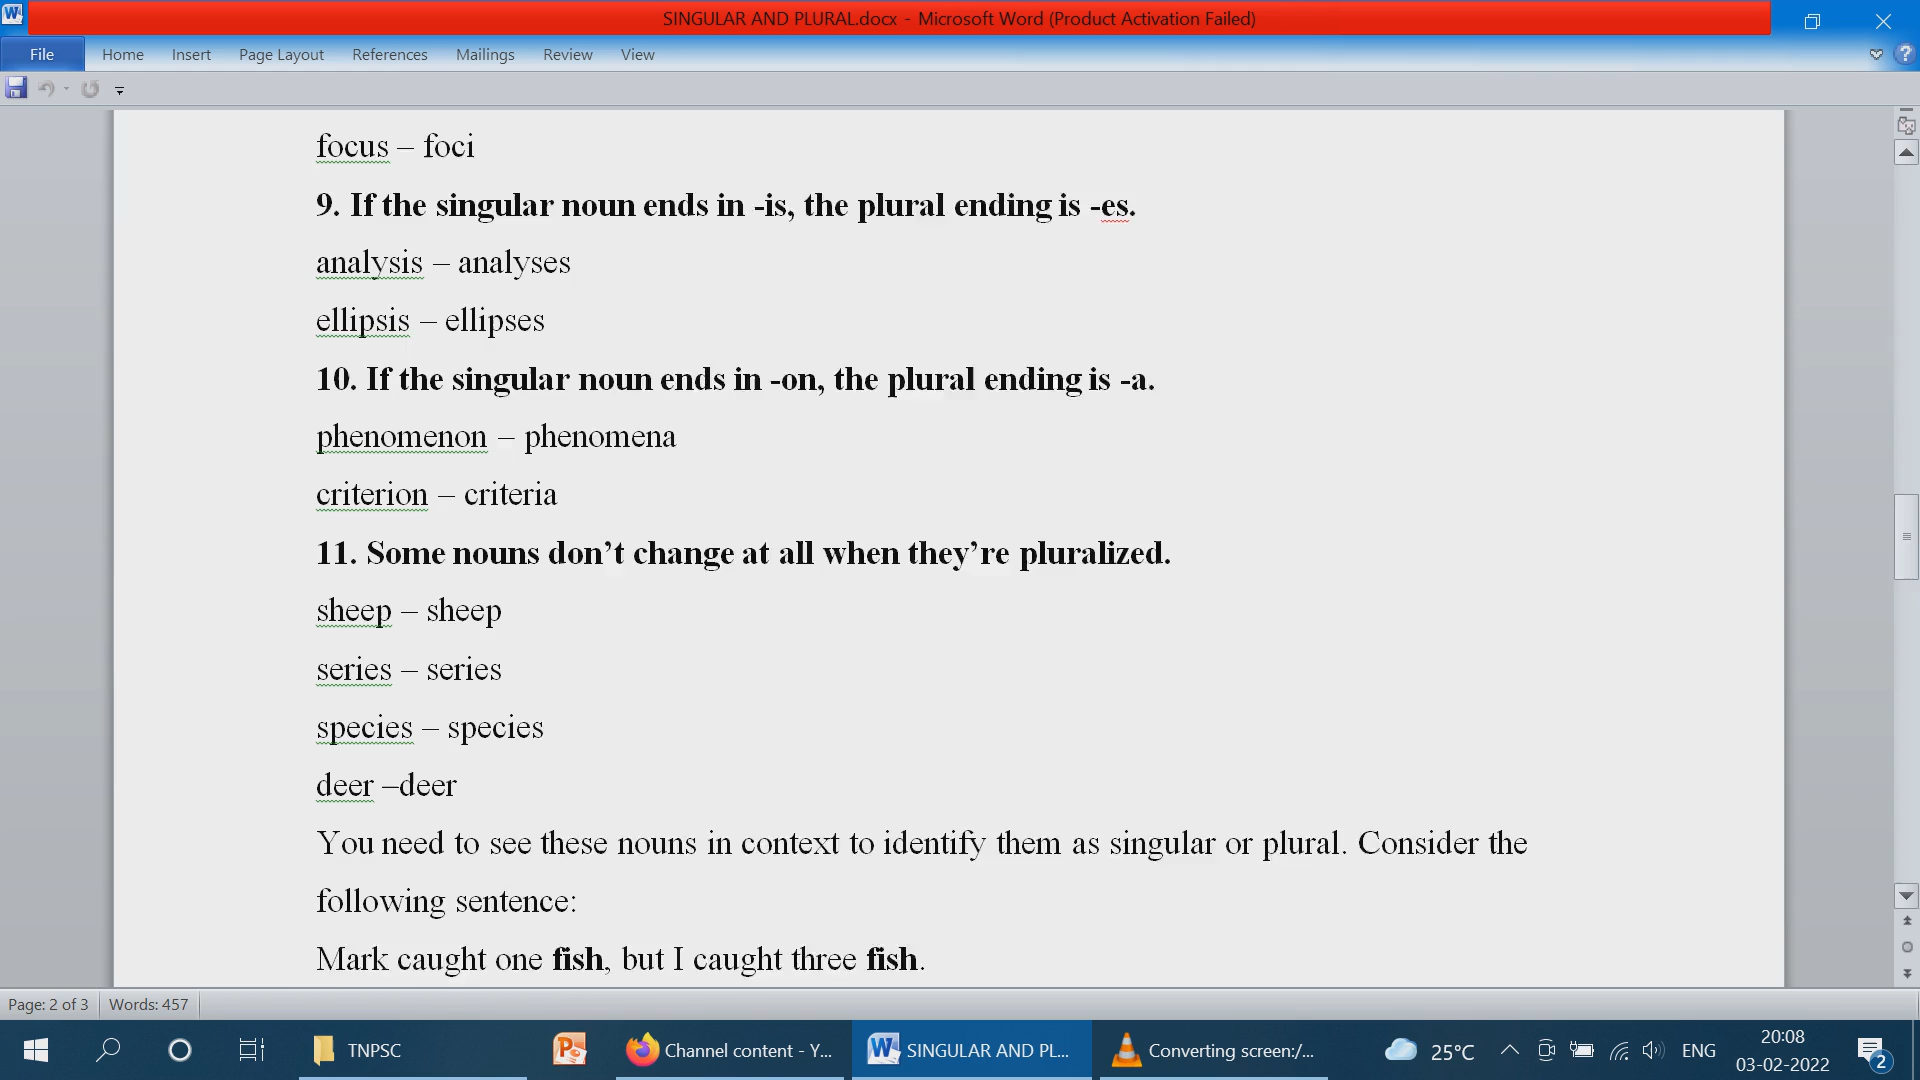 SINGULAR AND PLURAL.docx - Microsoft Word (Product Activation Failed)
File Home Insert Page Layout References Mailings Review View
focus – foci
9. If the singular noun ends in -is, the plural ending is -es.
analysis – analyses
ellipsis – ellipses
10. If the singular noun ends in -on, the plural ending is -a.
phenomenon – phenomena
criterion – criteria
11. Some nouns don’t change at all when they’re pluralized.
sheep – sheep
series – series
species – species
deer –deer
You need to see these nouns in context to identify them as singular or plural. Consider the
following sentence:
Mark caught one fish, but I caught three fish.
Page: 2 of 3 Words: 457
TNPSC Channel content - Y... SINGULAR AND PL... Converting screen:/... 25°C ENG 20:08
03-02-2022 2